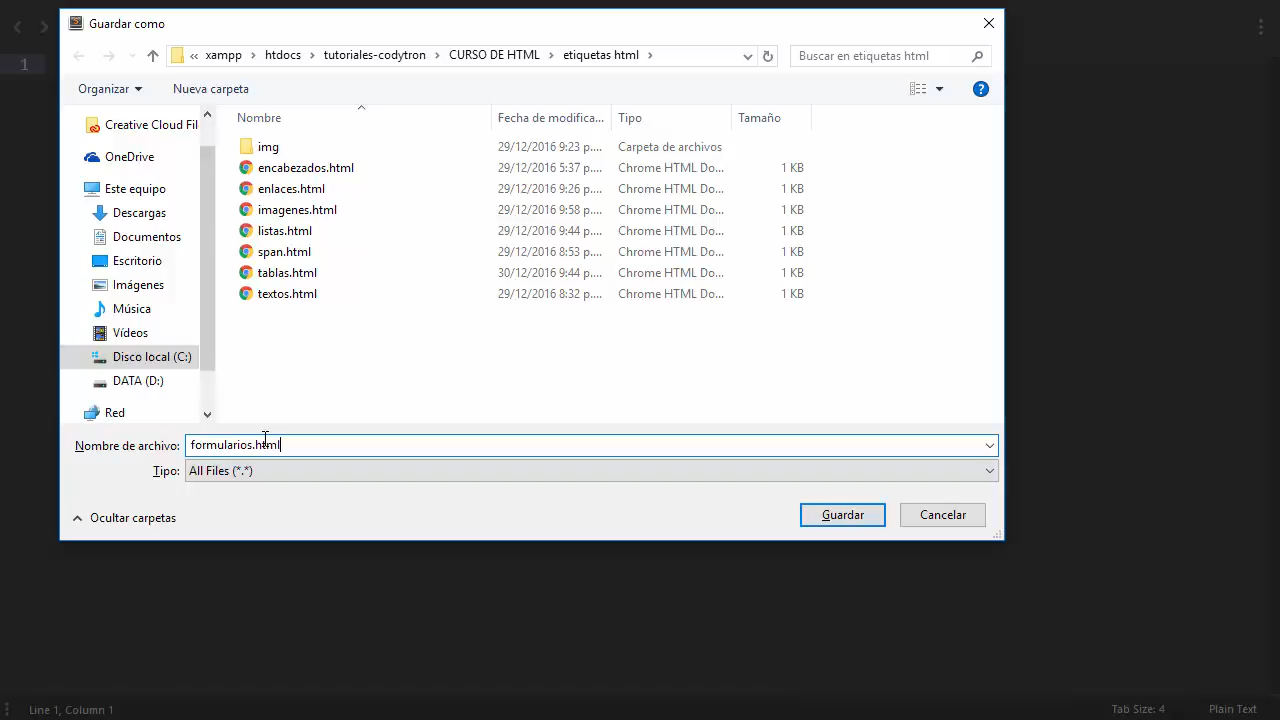 Guardar como
1
« xampp > htdocs > tutoriales-codytron > CURSO DE HTML > etiquetas html >
Buscar en etiquetas html
Organizar
Nueva carpeta
?
Nombre Fecha de modifica... Tipo Tamaño
Creative Cloud Fil
OneDrive
Este equipo
Descargas
Documentos
Escritorio
Imágenes
Música
Vídeos
Disco local (C:)
DATA (D:)
Red
img 29/12/2016 9:23 p.... Carpeta de archivos
encabezados.html 29/12/2016 5:37 p.... Chrome HTML Do... 1 KB
enlaces.html 29/12/2016 9:26 p.... Chrome HTML Do... 1 KB
imagenes.html 29/12/2016 9:58 p.... Chrome HTML Do... 1 KB
listas.html 29/12/2016 9:44 p.... Chrome HTML Do... 1 KB
span.html 29/12/2016 8:53 p.... Chrome HTML Do... 1 KB
tablas.html 30/12/2016 9:44 p.... Chrome HTML Do... 1 KB
textos.html 29/12/2016 8:32 p.... Chrome HTML Do... 1 KB
Nombre de archivo: formularios.html
Tipo: All Files (*.*)
Ocultar carpetas
Guardar
Cancelar
Line 1, Column 1
Tab Size: 4
Plain Text